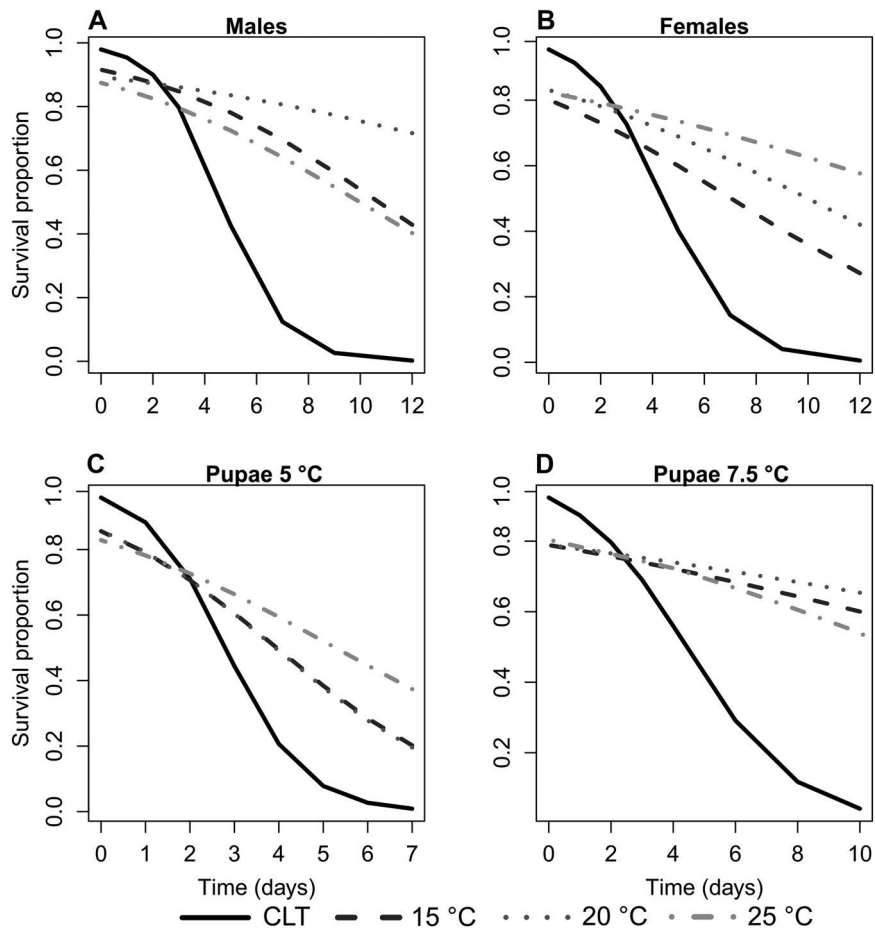 A
Males
Survival proportion
1.0
0.8
0.6
0.4
0.2
0.0
0 2 4 6 8 10 12
B
Females
1.0
0.8
0.6
0.4
0.2
0.0
0 2 4 6 8 10 12
C
Pupae 5 °C
Survival proportion
1.0
0.8
0.6
0.4
0.2
0.0
0 1 2 3 4 5 6 7
Time (days)
D
Pupae 7.5 °C
1.0
0.8
0.6
0.4
0.2
0 2 4 6 8 10
Time (days)
CLT 15 °C 20 °C 25 °C